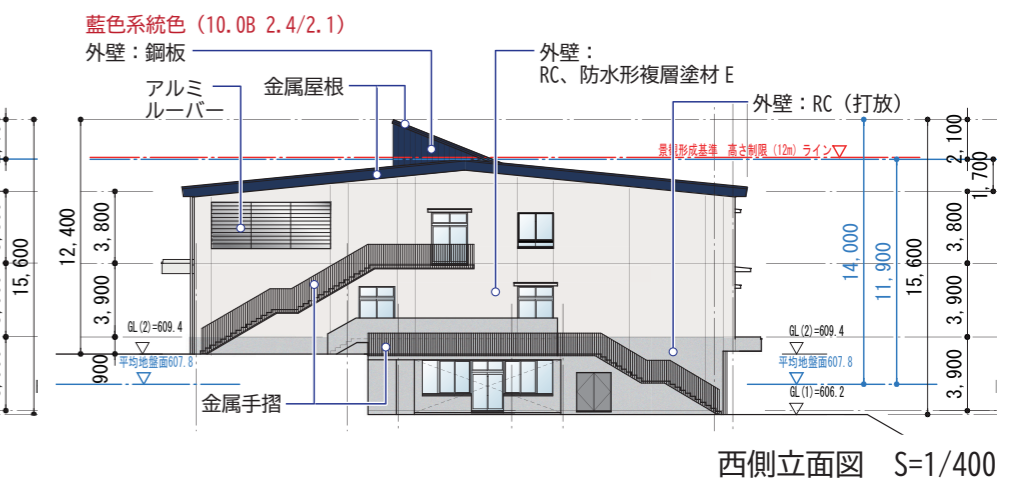 藍色系統色（10.0B 2.4/2.1）
外壁：鋼板
外壁：
RC、防水形複層塗材 E
アルミ
ルーバー
金属屋根
外壁：RC（打放）
景観形成基準　高さ制限（12m）ライン
15,600
12,400
3,800
3,900
900
GL(2)=609.4
平均地盤面607.8
金属手摺
2,100
1,700
3,800
3,900
3,900
14,000
11,900
15,600
GL(2)=609.4
平均地盤面607.8
GL(1)=606.2
西側立面図　S=1/400